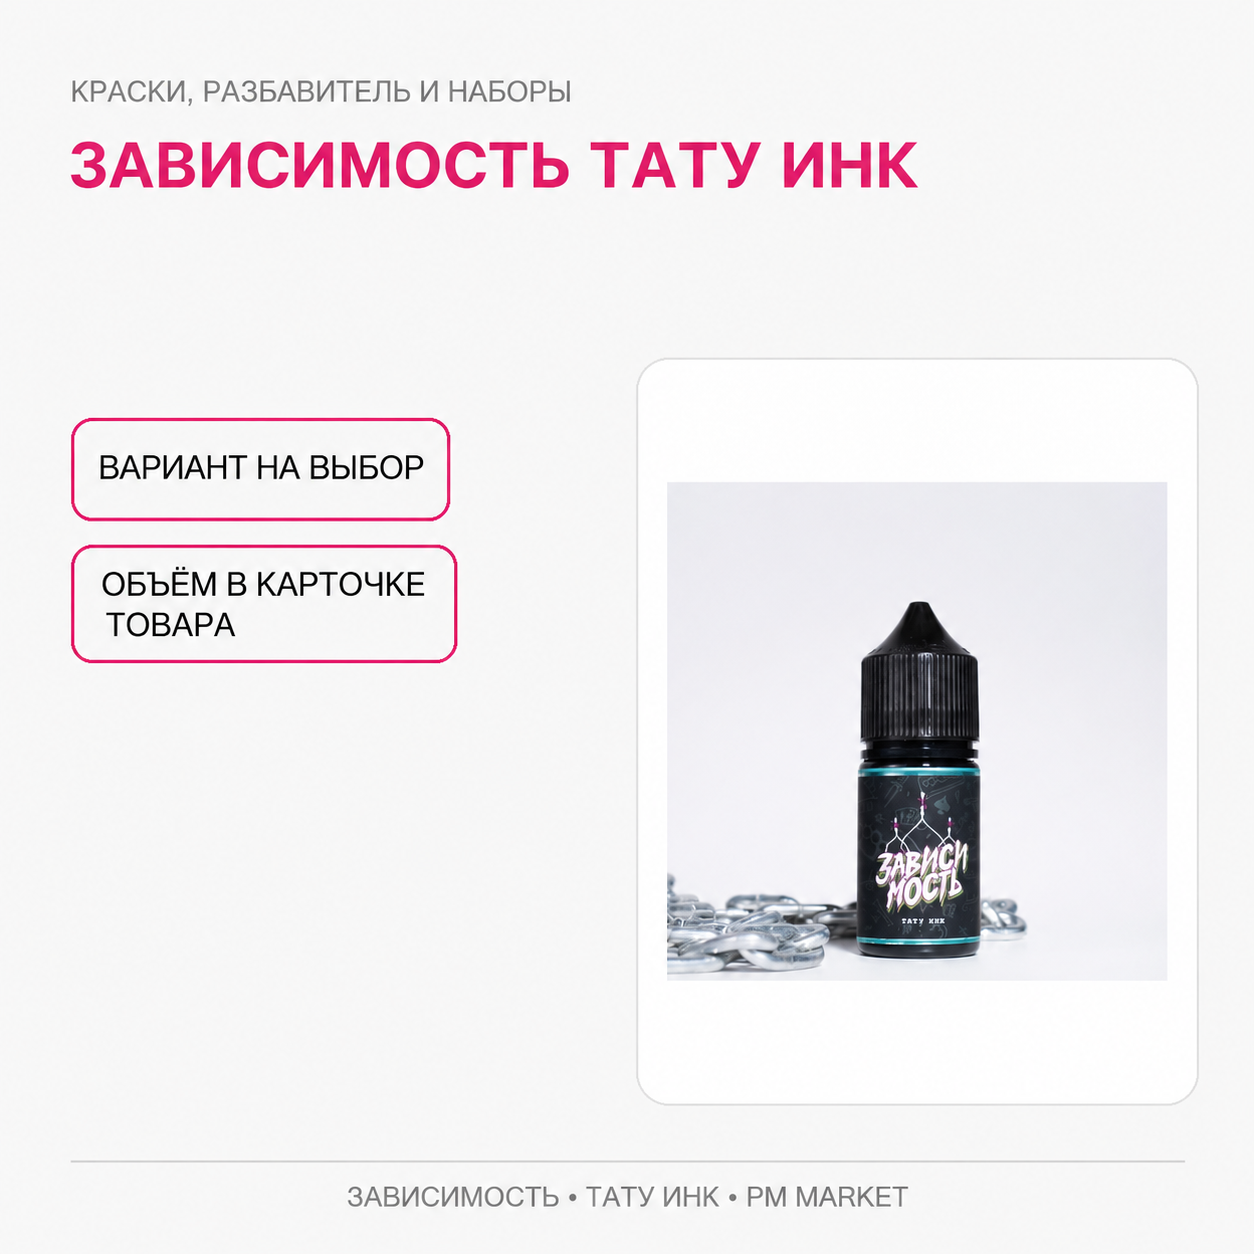 КРАСКИ, РАЗБАВИТЕЛЬ И НАБОРЫ
ЗАВИСИМОСТЬ ТАТУ ИНК
ВАРИАНТ НА ВЫБОР
ОБЪЁМ В КАРТОЧКЕ
ТОВАРА
ЗАВИСИ
МОСТЬ
ТАТУ ИНК
ЗАВИСИМОСТЬ • ТАТУ ИНК • PM MARKET